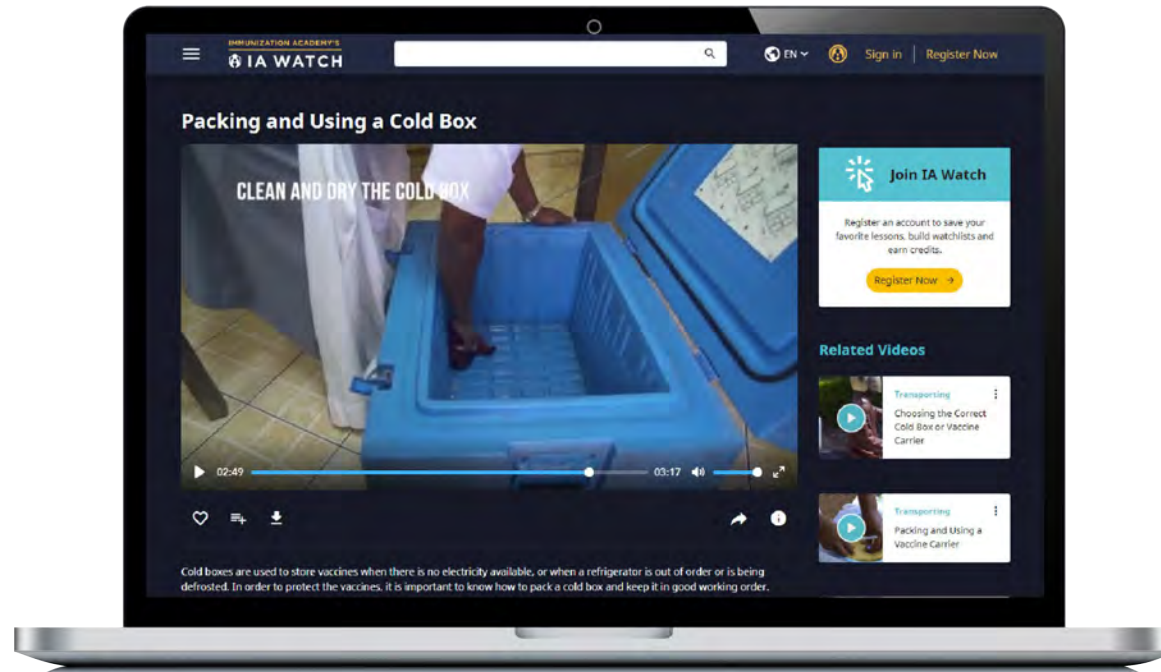 IMMUNIZATION ACADEMY'S
IA WATCH
EN
Sign in
Register Now
Packing and Using a Cold Box
CLEAN AND DRY THE COLD BOX
02:49
03:17
Join IA Watch
Register an account to save your
favorite lessons, build watchlists and
earn credits.
Register Now
Related Videos
Transporting
Choosing the Correct
Cold Box or Vaccine
Carrier
Transporting
Packing and Using a
Vaccine Carrier
Cold boxes are used to store vaccines when there is no electricity available, or when a refrigerator is out of order or is being
defrosted. In order to protect the vaccines, it is important to know how to pack a cold box and keep it in good working order.